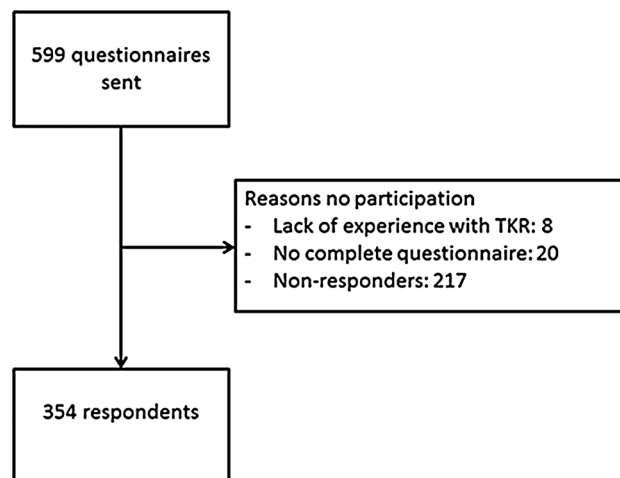 599 questionnaires
sent
Reasons no participation
- Lack of experience with TKR: 8
- No complete questionnaire: 20
- Non-responders: 217
354 respondents